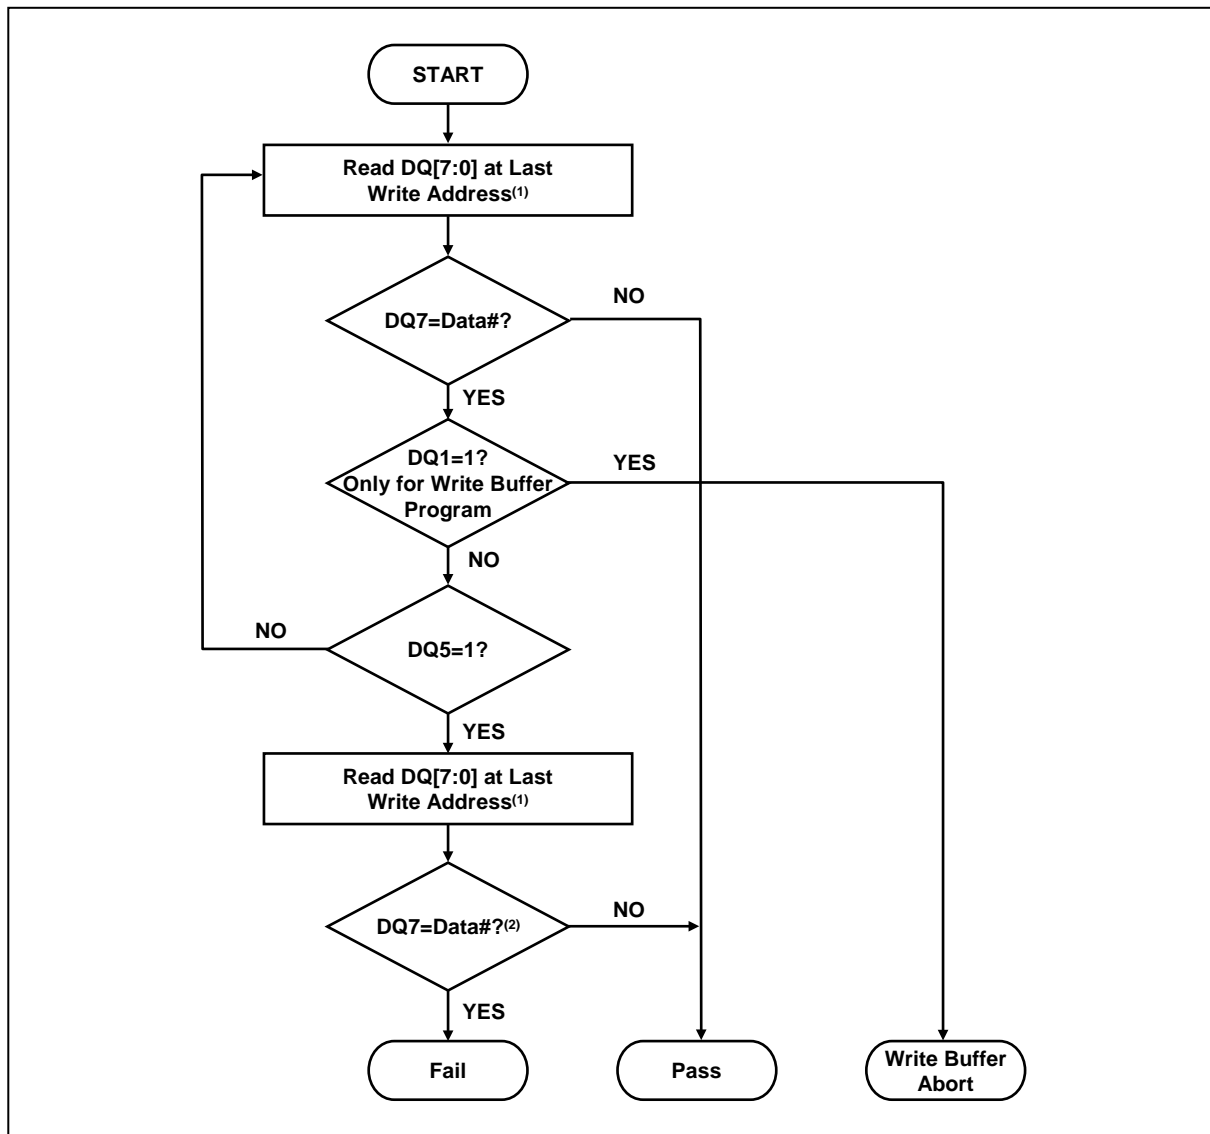 START
Read DQ[7:0] at Last
Write Address(1)
NO
DQ7=Data#?
YES
DQ1=1?
Only for Write Buffer
Program
YES
NO
NO
DQ5=1?
YES
Read DQ[7:0] at Last
Write Address(1)
DQ7=Data#?(2)
NO
YES
Fail
Pass
Write Buffer
Abort